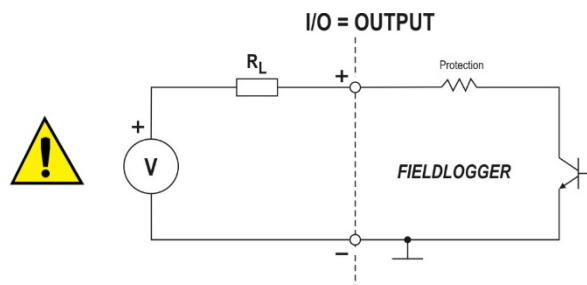 I/O = OUTPUT
RL
+
Protection
+
!
V
FIELDLOGGER
−